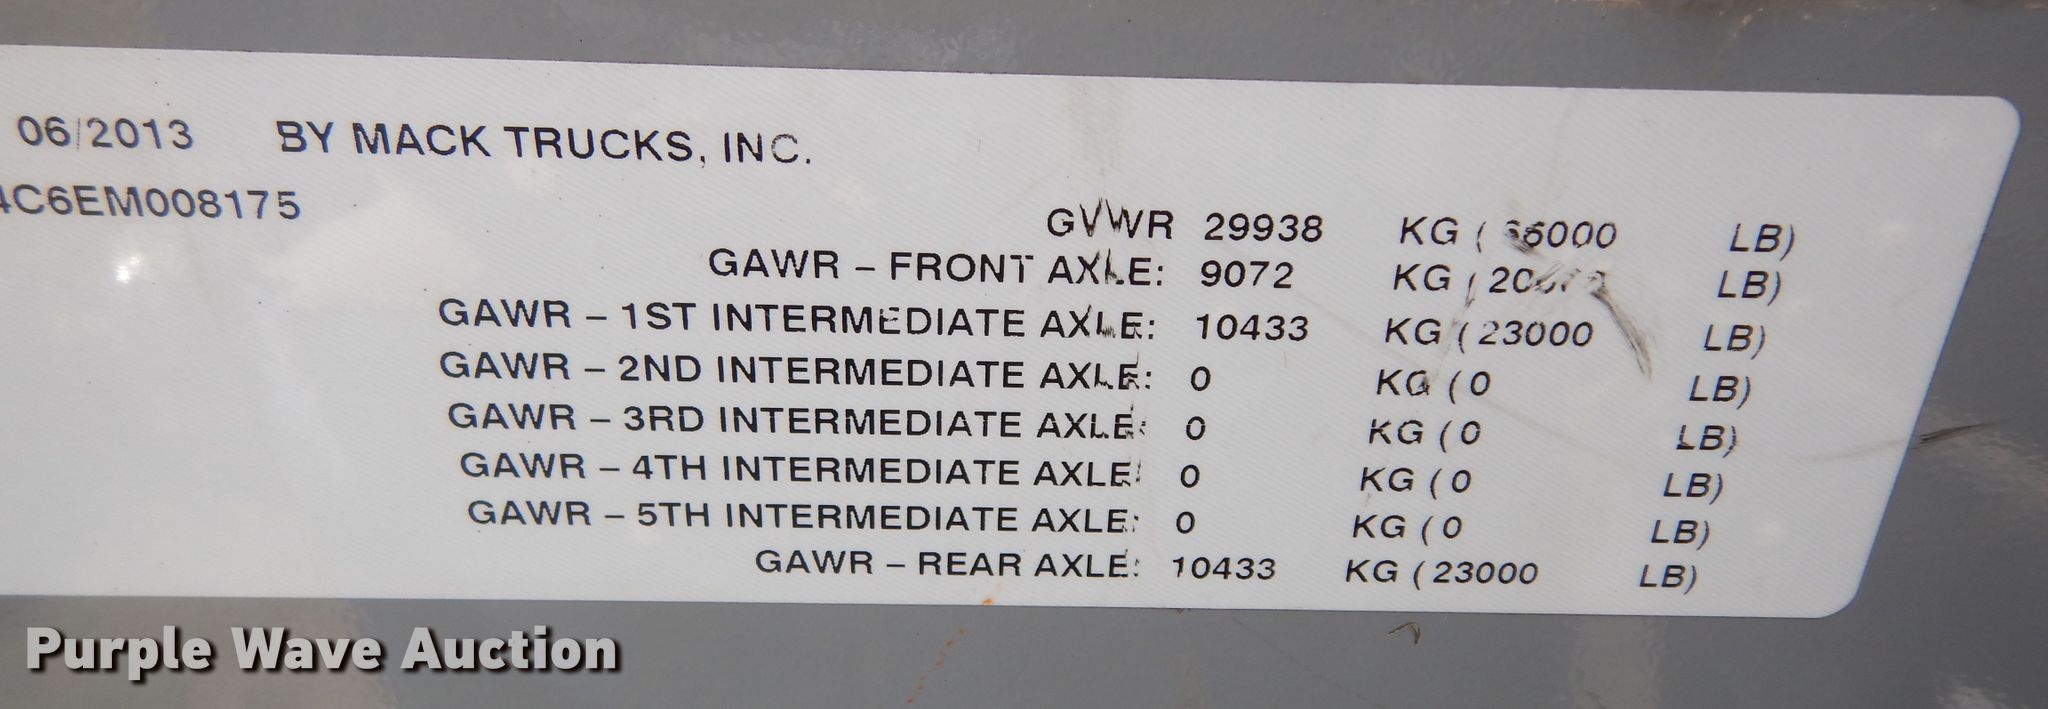 06/2013 BY MACK TRUCKS, INC.
4C6EM008175
GVWR 29938 KG (66000 LB)
GAWR – FRONT AXLE: 9072 KG (20000 LB)
GAWR – 1ST INTERMEDIATE AXLE: 10433 KG (23000 LB)
GAWR – 2ND INTERMEDIATE AXLE: 0 KG (0 LB)
GAWR – 3RD INTERMEDIATE AXLE: 0 KG (0 LB)
GAWR – 4TH INTERMEDIATE AXLE: 0 KG (0 LB)
GAWR – 5TH INTERMEDIATE AXLE: 0 KG (0 LB)
GAWR – REAR AXLE: 10433 KG (23000 LB)
Purple Wave Auction